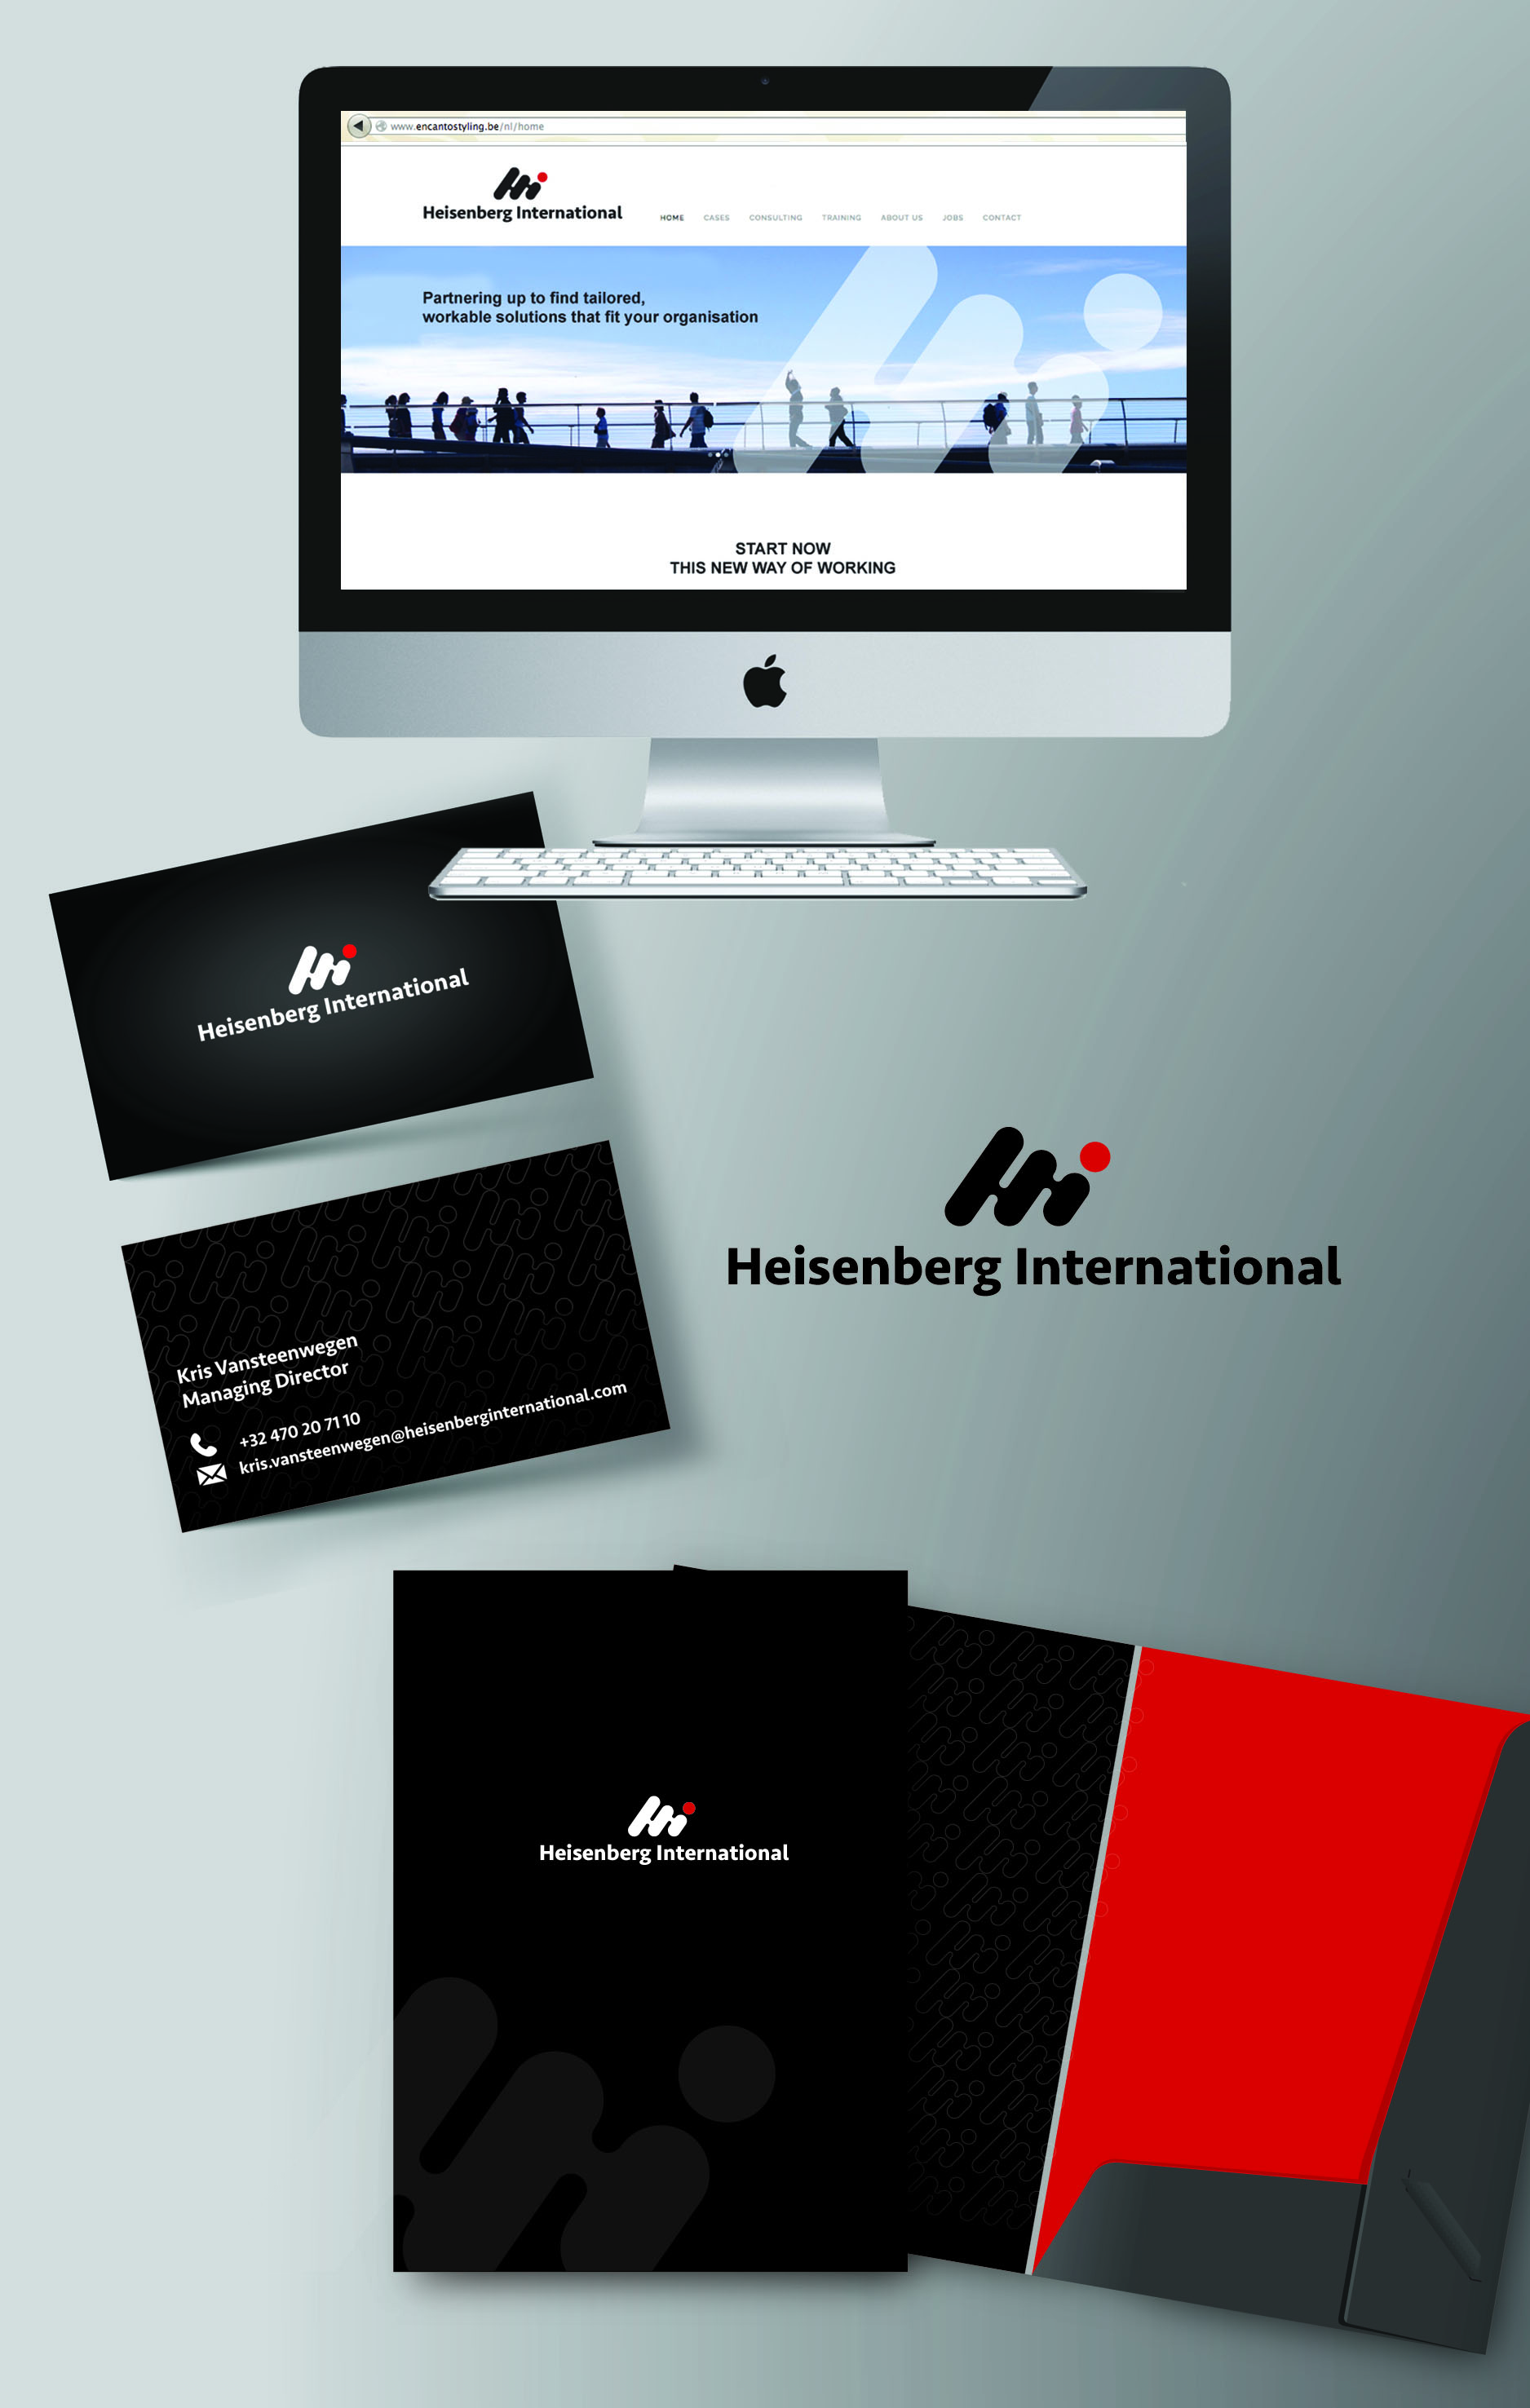 www.encantostyling.be/nl/home
Heisenberg International
HOME CASES CONSULTING TRAINING ABOUT US JOBS CONTACT
Partnering up to find tailored,
workable solutions that fit your organisation
START NOW
THIS NEW WAY OF WORKING
Heisenberg International
Kris Vansteenwegen
Managing Director
+32 470 20 71 10
kris.vansteenwegen@heisenberginternational.com
Heisenberg International
Heisenberg International